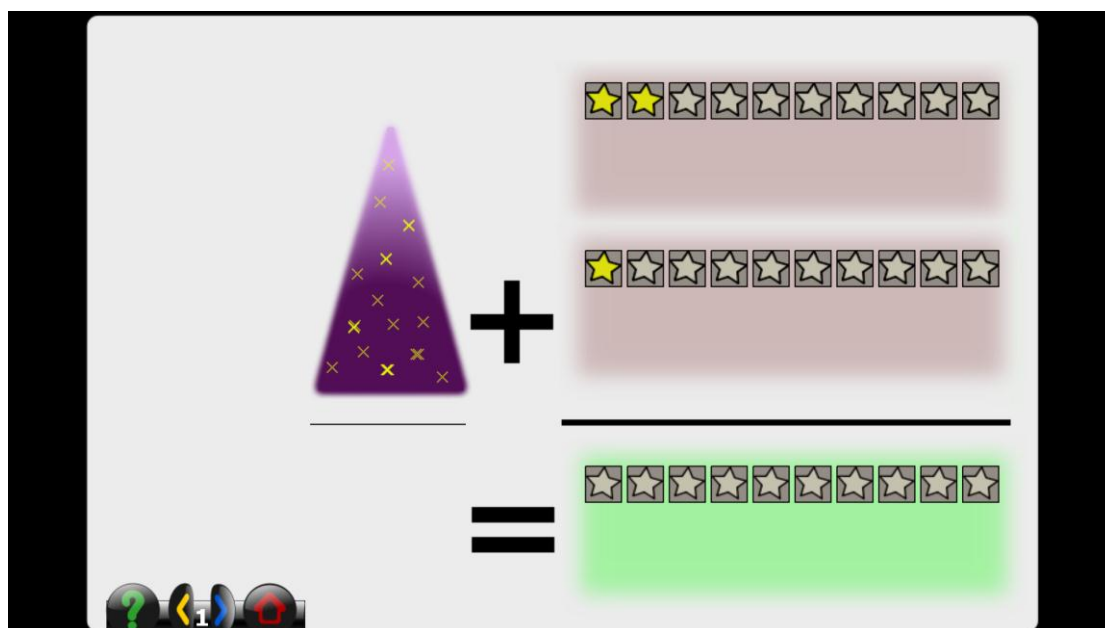 +
=
? 1